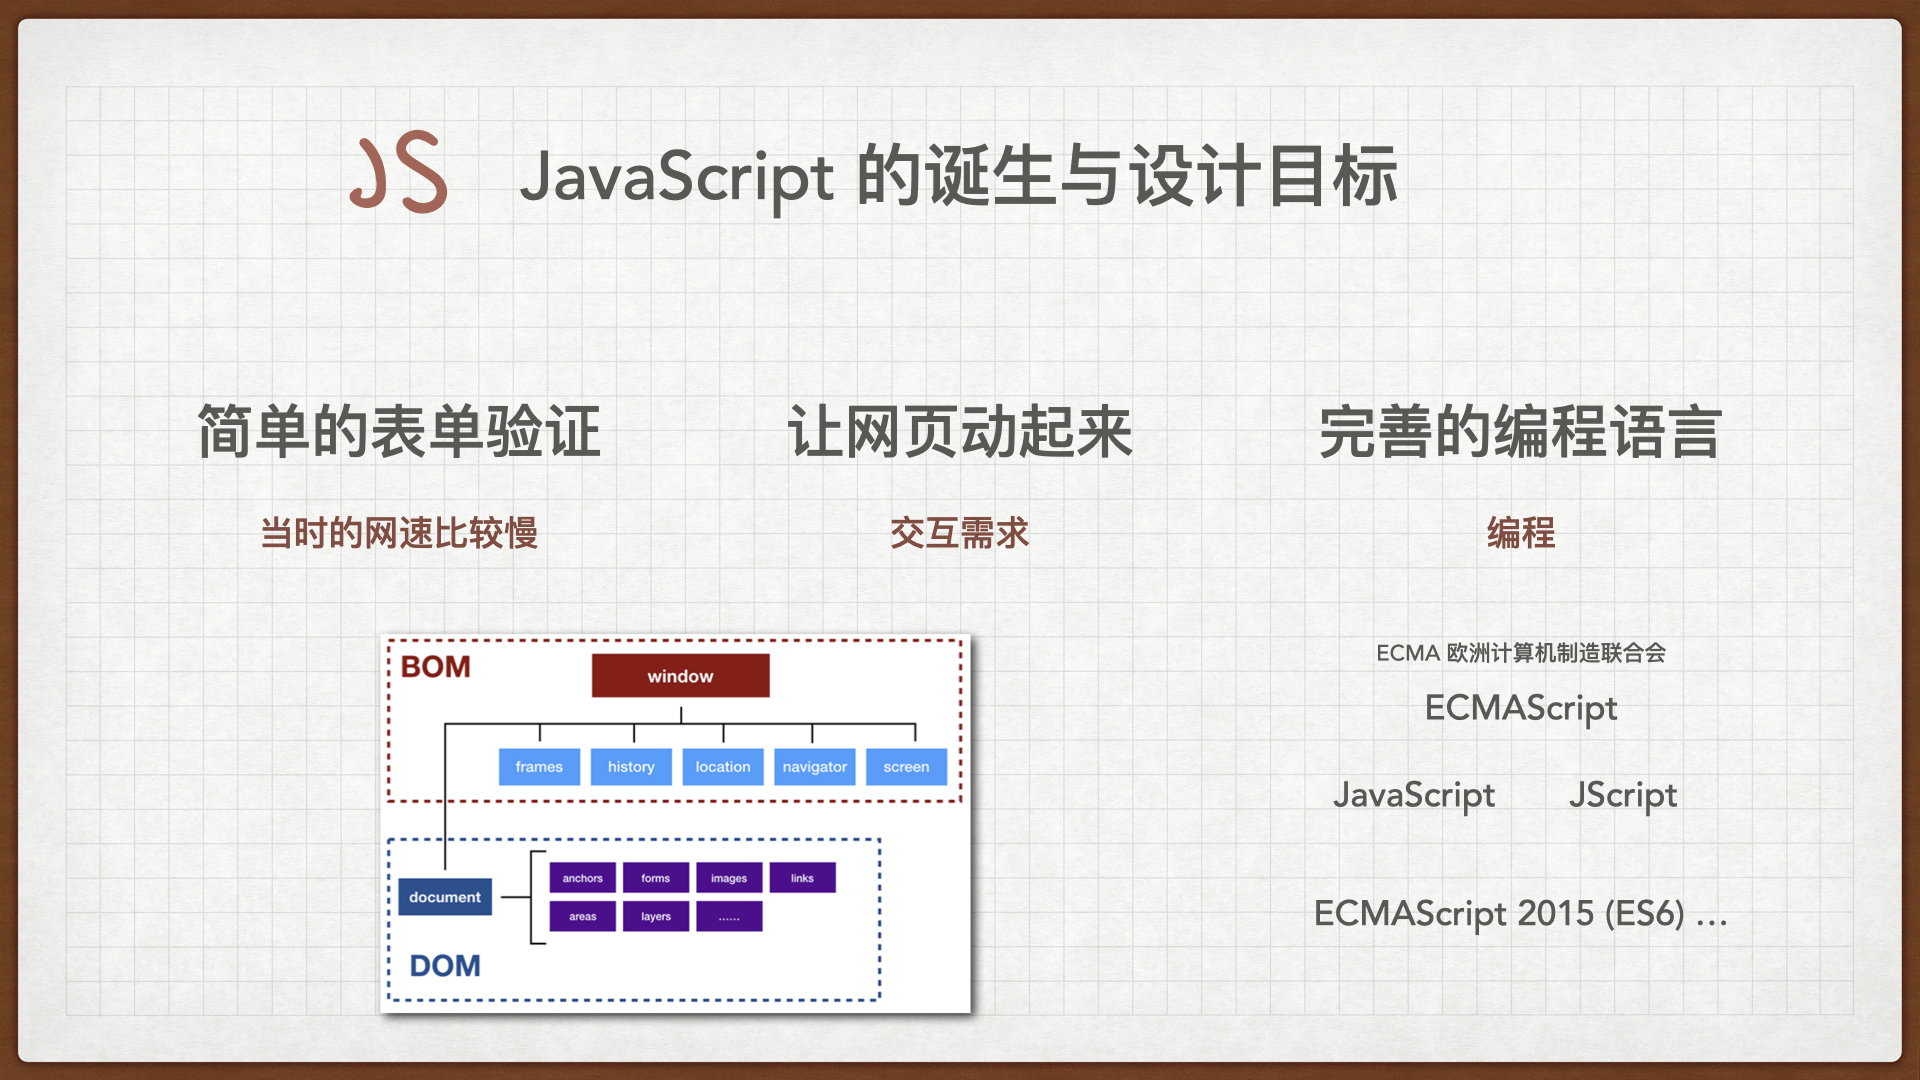 JS JavaScript 的诞生与设计目标
简单的表单验证
当时的网速比较慢
让网页动起来
交互需求
完善的编程语言
编程
BOM
window
frames history location navigator screen
document
anchors forms images links
areas layers ......
DOM
ECMA 欧洲计算机制造联合会
ECMAScript
JavaScript JScript
ECMAScript 2015 (ES6) …